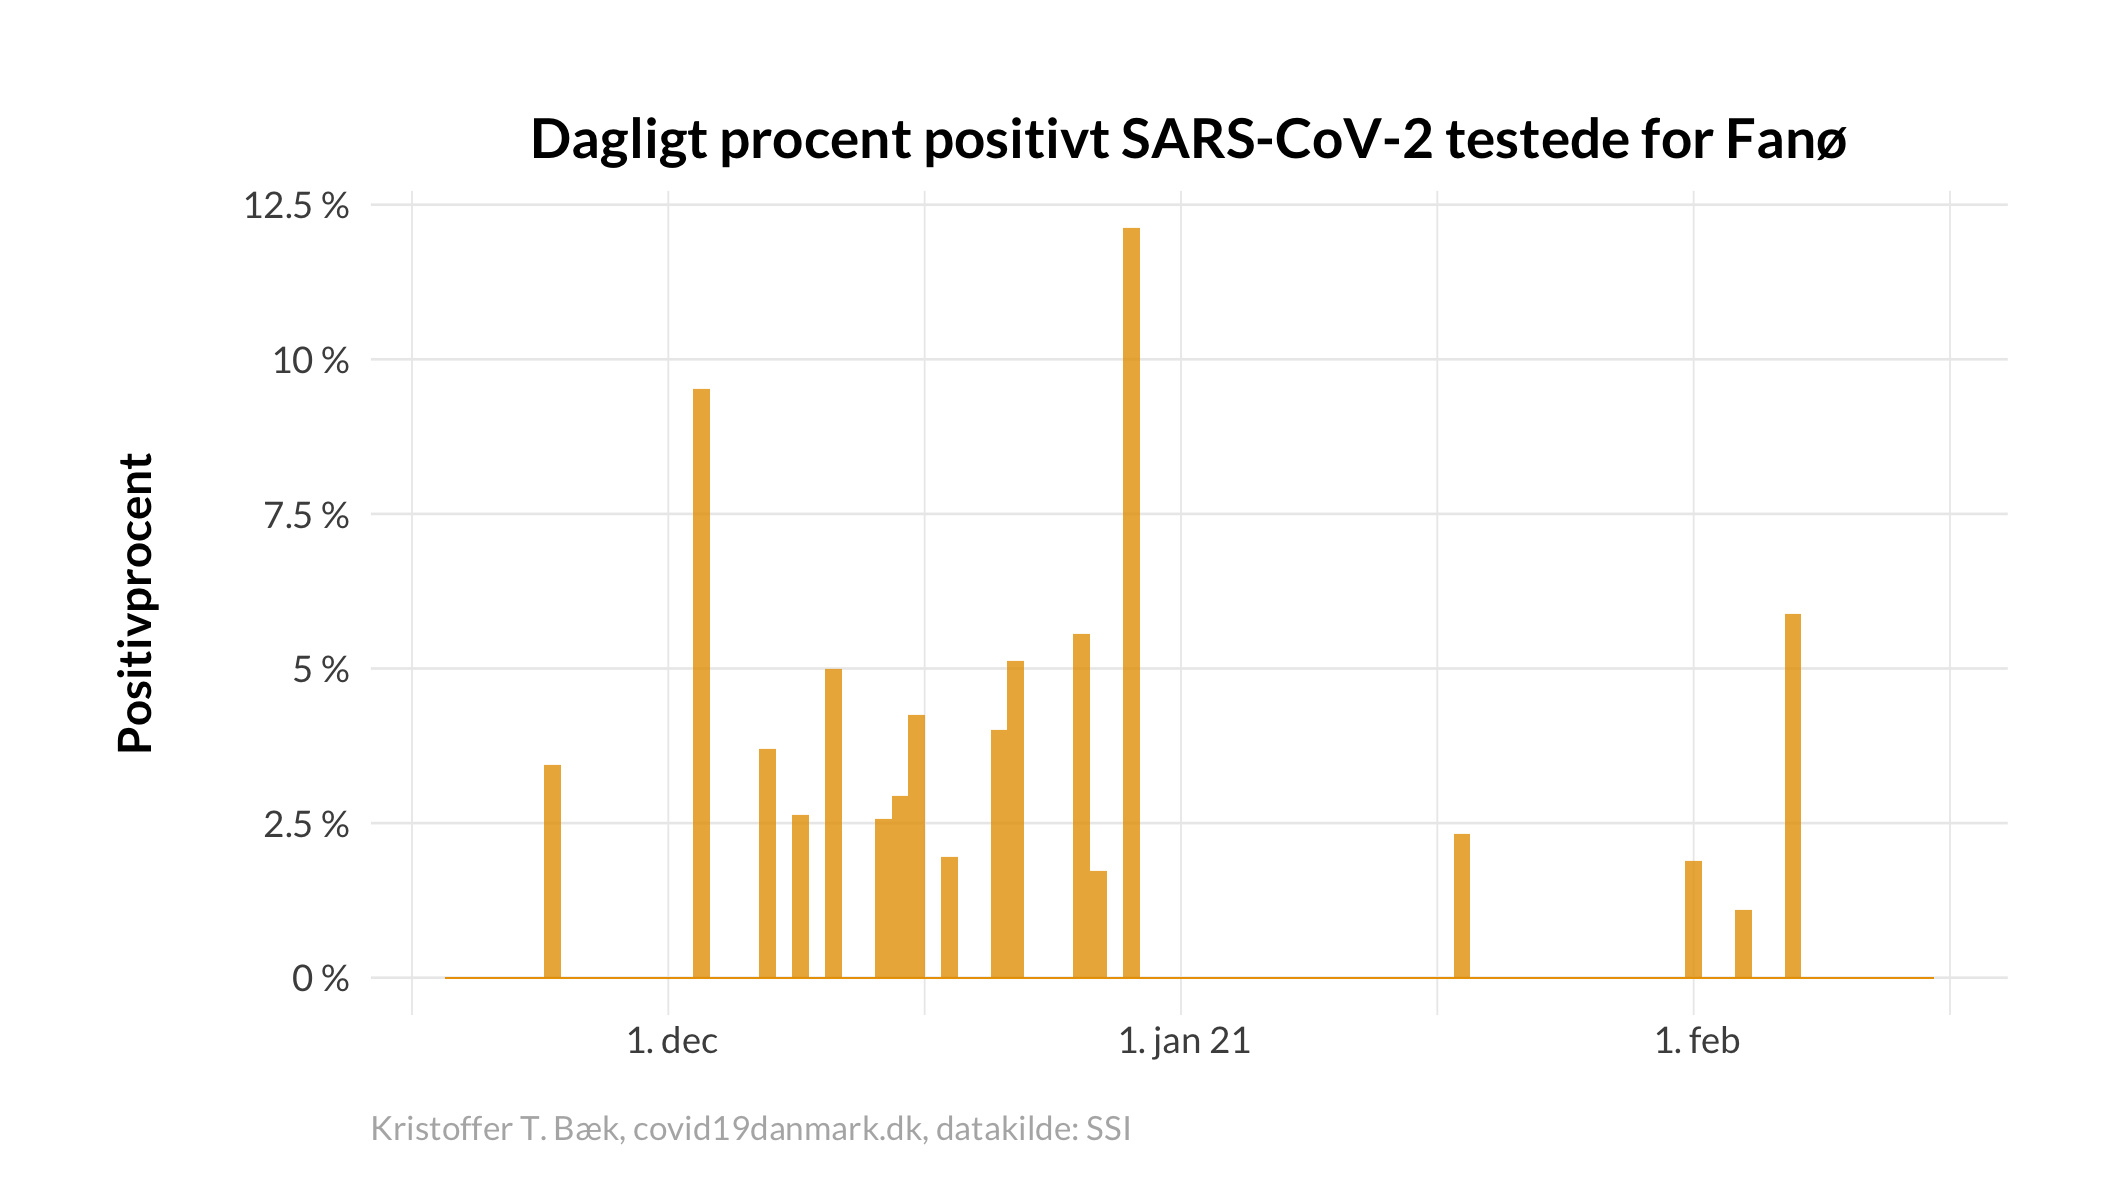 Dagligt procent positivt SARS-CoV-2 testede for Fanø
Positivprocent
12.5 %
10 %
7.5 %
5 %
2.5 %
0 %
1. dec
1. jan 21
1. feb
Kristoffer T. Bæk, covid19danmark.dk, datakilde: SSI